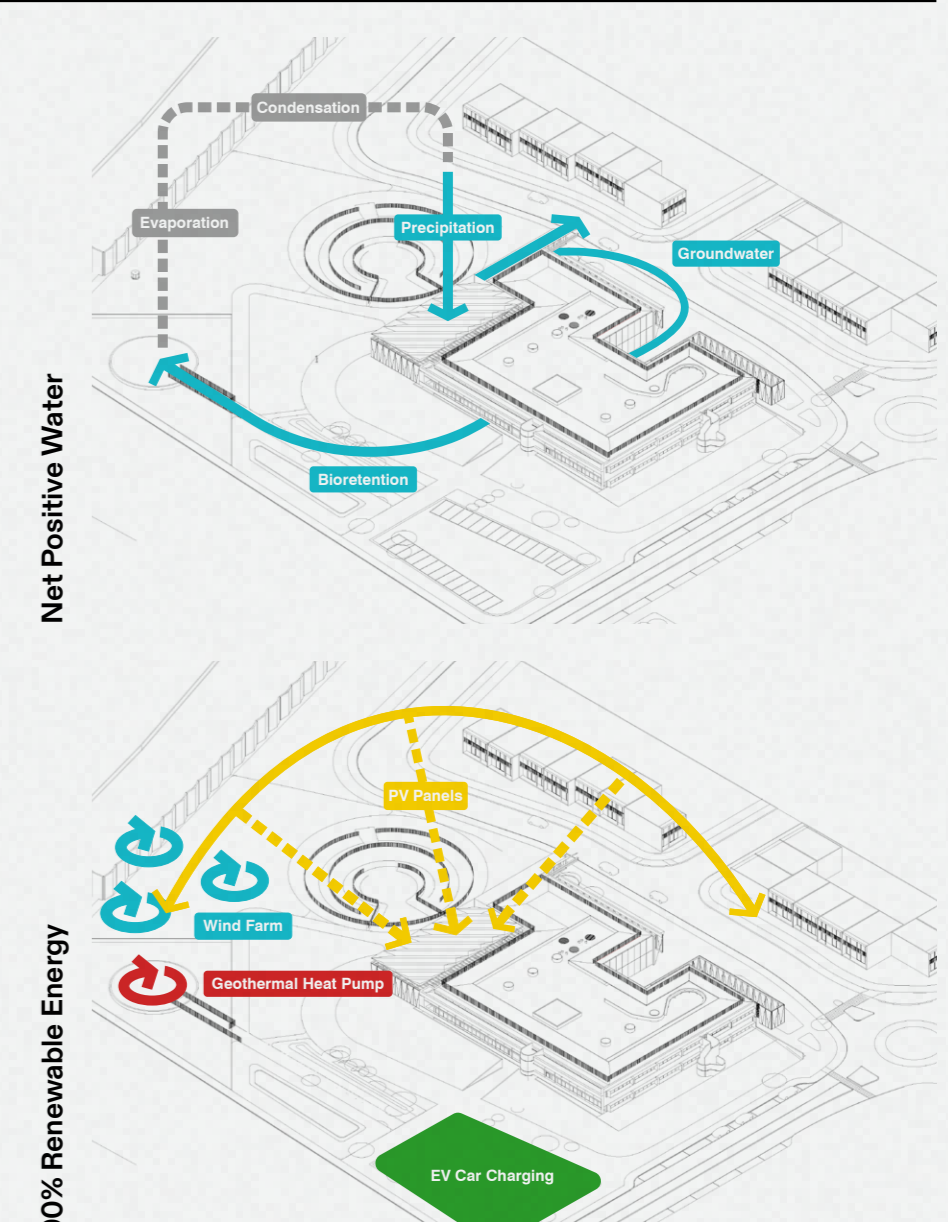 Net Positive Water
Condensation
Evaporation
Precipitation
Groundwater
Bioretention
00% Renewable Energy
PV Panels
Wind Farm
Geothermal Heat Pump
EV Car Charging